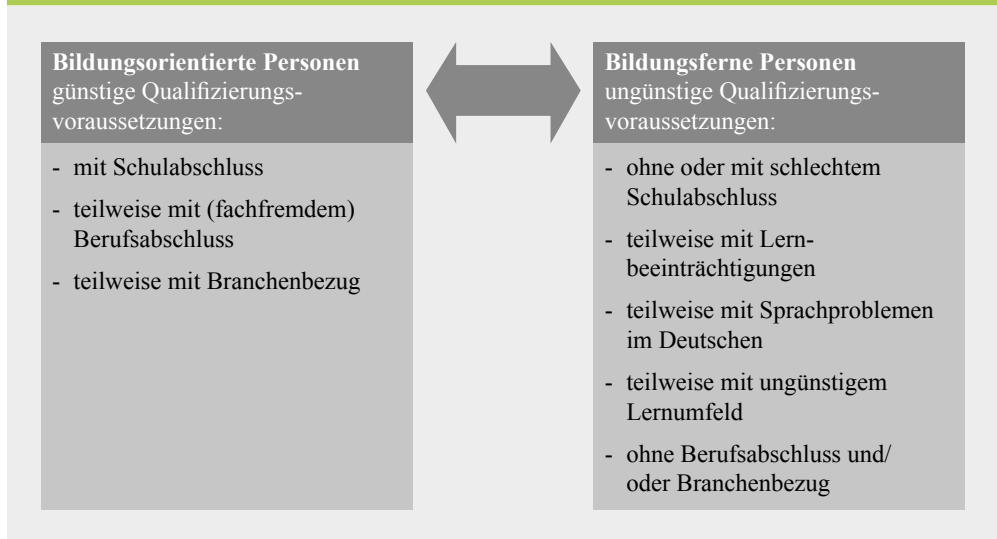 Bildungsorientierte Personen
günstige Qualifizierungs-
voraussetzungen:
- mit Schulabschluss
- teilweise mit (fachfremdem)
Berufsabschluss
- teilweise mit Branchenbezug
Bildungsferne Personen
ungünstige Qualifizierungs-
voraussetzungen:
- ohne oder mit schlechtem
Schulabschluss
- teilweise mit Lern-
beeinträchtigungen
- teilweise mit Sprachproblemen
im Deutschen
- teilweise mit ungünstigem
Lernumfeld
- ohne Berufsabschluss und/
oder Branchenbezug